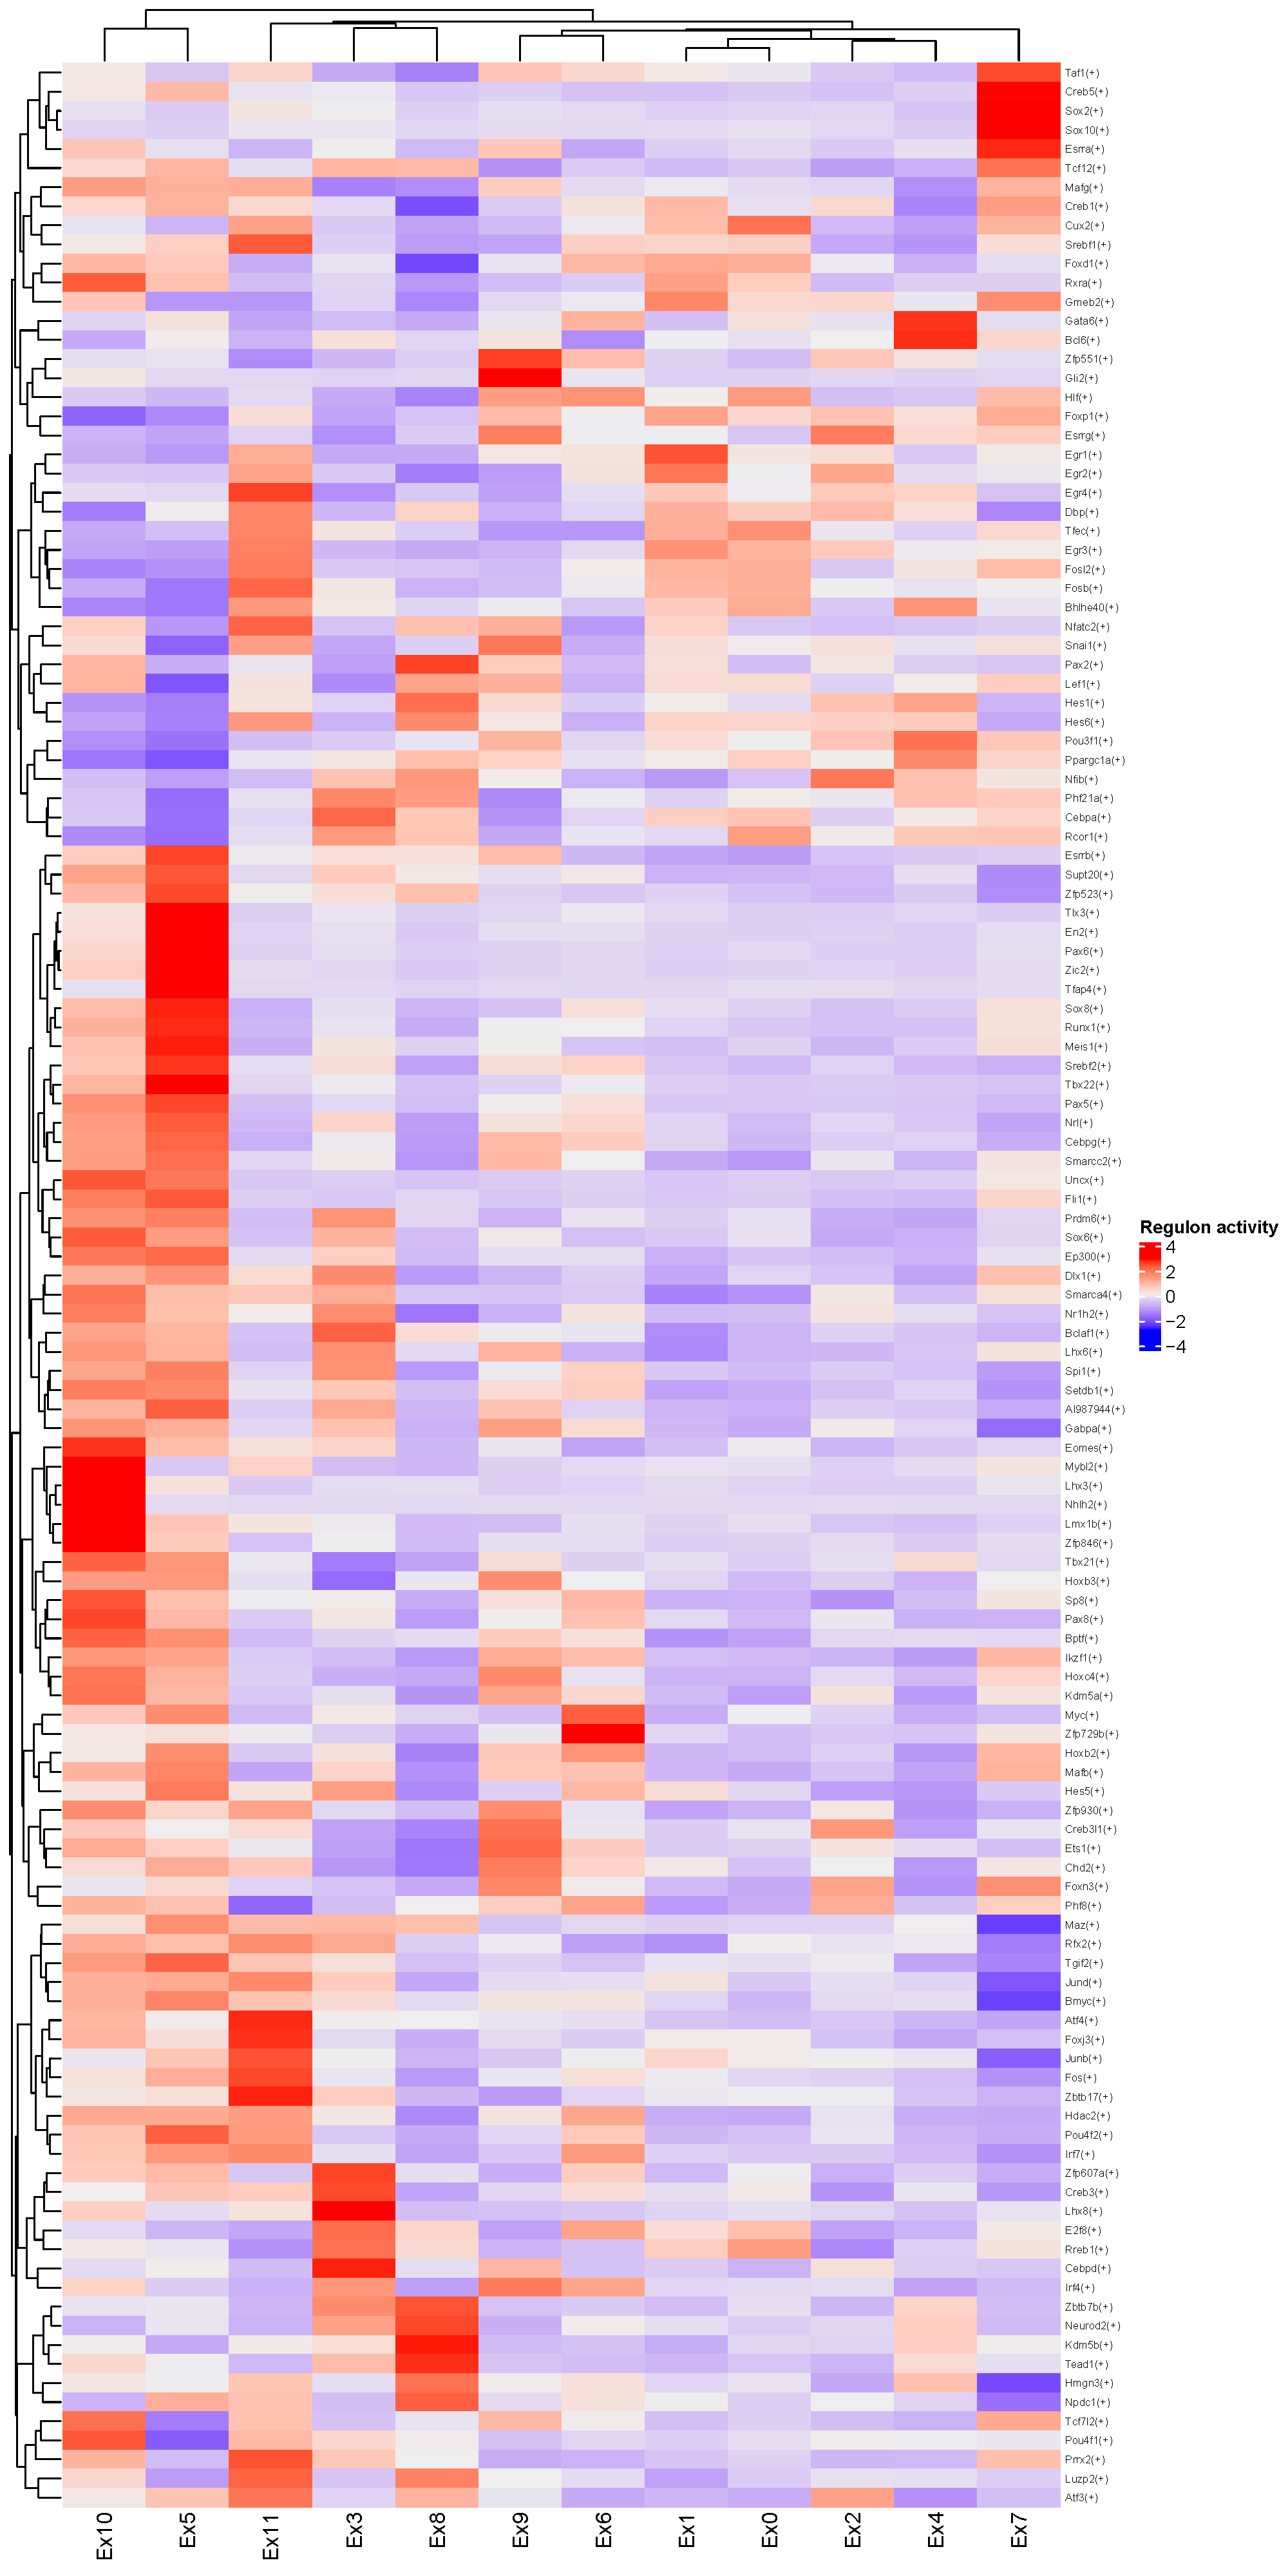 Taf1(+)
Creb5(+)
Sox2(+)
Sox10(+)
Esrra(+)
Tcf12(+)
Mafg(+)
Creb1(+)
Cux2(+)
Srebf1(+)
Foxd1(+)
Rxra(+)
Gmeb2(+)
Gata6(+)
Bcl6(+)
Zfp551(+)
Gli2(+)
Hlf(+)
Foxp1(+)
Esrrg(+)
Egr1(+)
Egr2(+)
Egr4(+)
Dbp(+)
Tfec(+)
Egr3(+)
Fosl2(+)
Fosb(+)
Bhlhe40(+)
Nfatc2(+)
Snai1(+)
Pax2(+)
Lef1(+)
Hes1(+)
Hes6(+)
Pou3f1(+)
Ppargc1a(+)
Nfib(+)
Phf21a(+)
Cebpa(+)
Rcor1(+)
Esrrb(+)
Supt20(+)
Zfp523(+)
Tlx3(+)
En2(+)
Pax6(+)
Zic2(+)
Tfap4(+)
Sox8(+)
Runx1(+)
Meis1(+)
Srebf2(+)
Tbx22(+)
Pax5(+)
Nrl(+)
Cebpg(+)
Smarcc2(+)
Uncx(+)
Fli1(+)
Prdm6(+)
Sox6(+)
Ep300(+)
Dlx1(+)
Smarca4(+)
Nr1h2(+)
Bclaf1(+)
Lhx6(+)
Spi1(+)
Setdb1(+)
AI987944(+)
Gabpa(+)
Eomes(+)
Mybl2(+)
Lhx3(+)
Nhlh2(+)
Lmx1b(+)
Zfp846(+)
Tbx21(+)
Hoxb3(+)
Sp8(+)
Pax8(+)
Bptf(+)
Ikzf1(+)
Hoxc4(+)
Kdm5a(+)
Myc(+)
Zfp729b(+)
Hoxb2(+)
Mafb(+)
Hes5(+)
Zfp930(+)
Creb3l1(+)
Ets1(+)
Chd2(+)
Foxn3(+)
Phf8(+)
Maz(+)
Rfx2(+)
Tgif2(+)
Jund(+)
Bmyc(+)
Atf4(+)
Foxj3(+)
Junb(+)
Fos(+)
Zbtb17(+)
Hdac2(+)
Pou4f2(+)
Irf7(+)
Zfp607a(+)
Creb3(+)
Lhx8(+)
E2f8(+)
Rreb1(+)
Cebpd(+)
Irf4(+)
Zbtb7b(+)
Neurod2(+)
Kdm5b(+)
Tead1(+)
Hmgn3(+)
Npdc1(+)
Tcf7l2(+)
Pou4f1(+)
Prrx2(+)
Luzp2(+)
Atf3(+)
Ex10 Ex5 Ex11 Ex3 Ex8 Ex9 Ex6 Ex1 Ex0 Ex2 Ex4 Ex7
Regulon activity
4
2
0
−2
−4